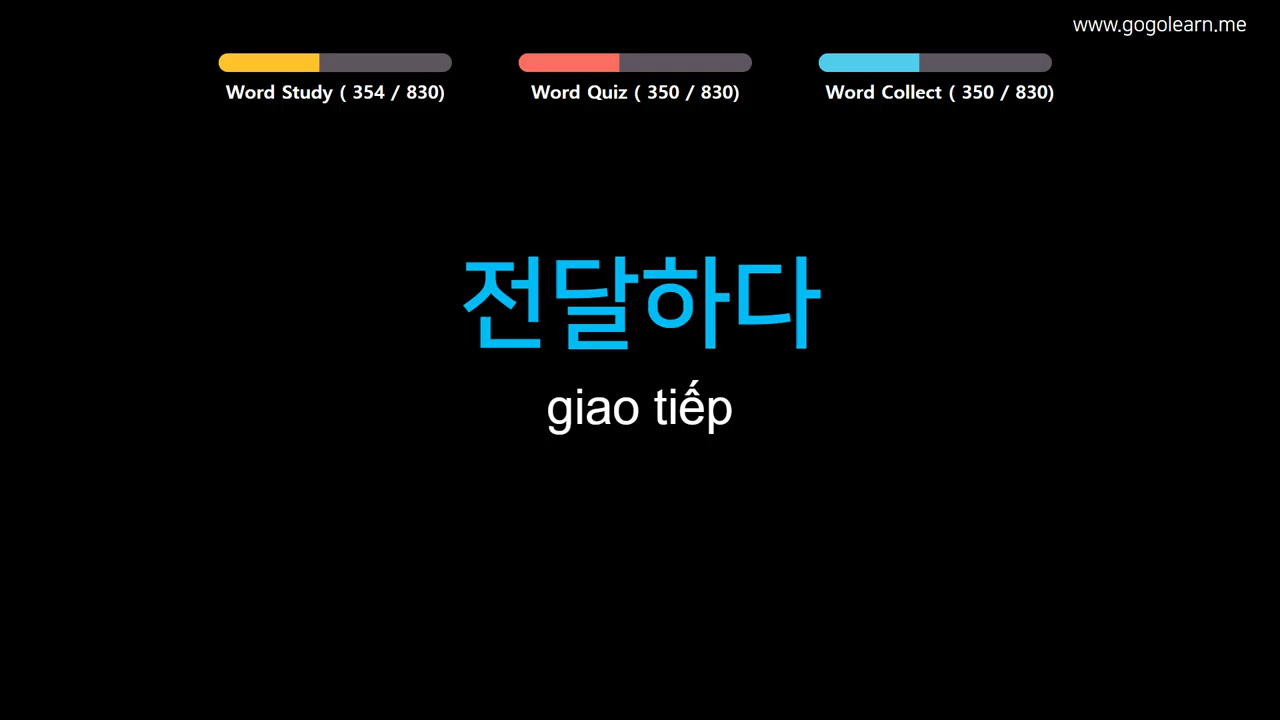 www.gogolearn.me
Word Study ( 354 / 830)
Word Quiz ( 350 / 830)
Word Collect ( 350 / 830)
전달하다
giao tiếp